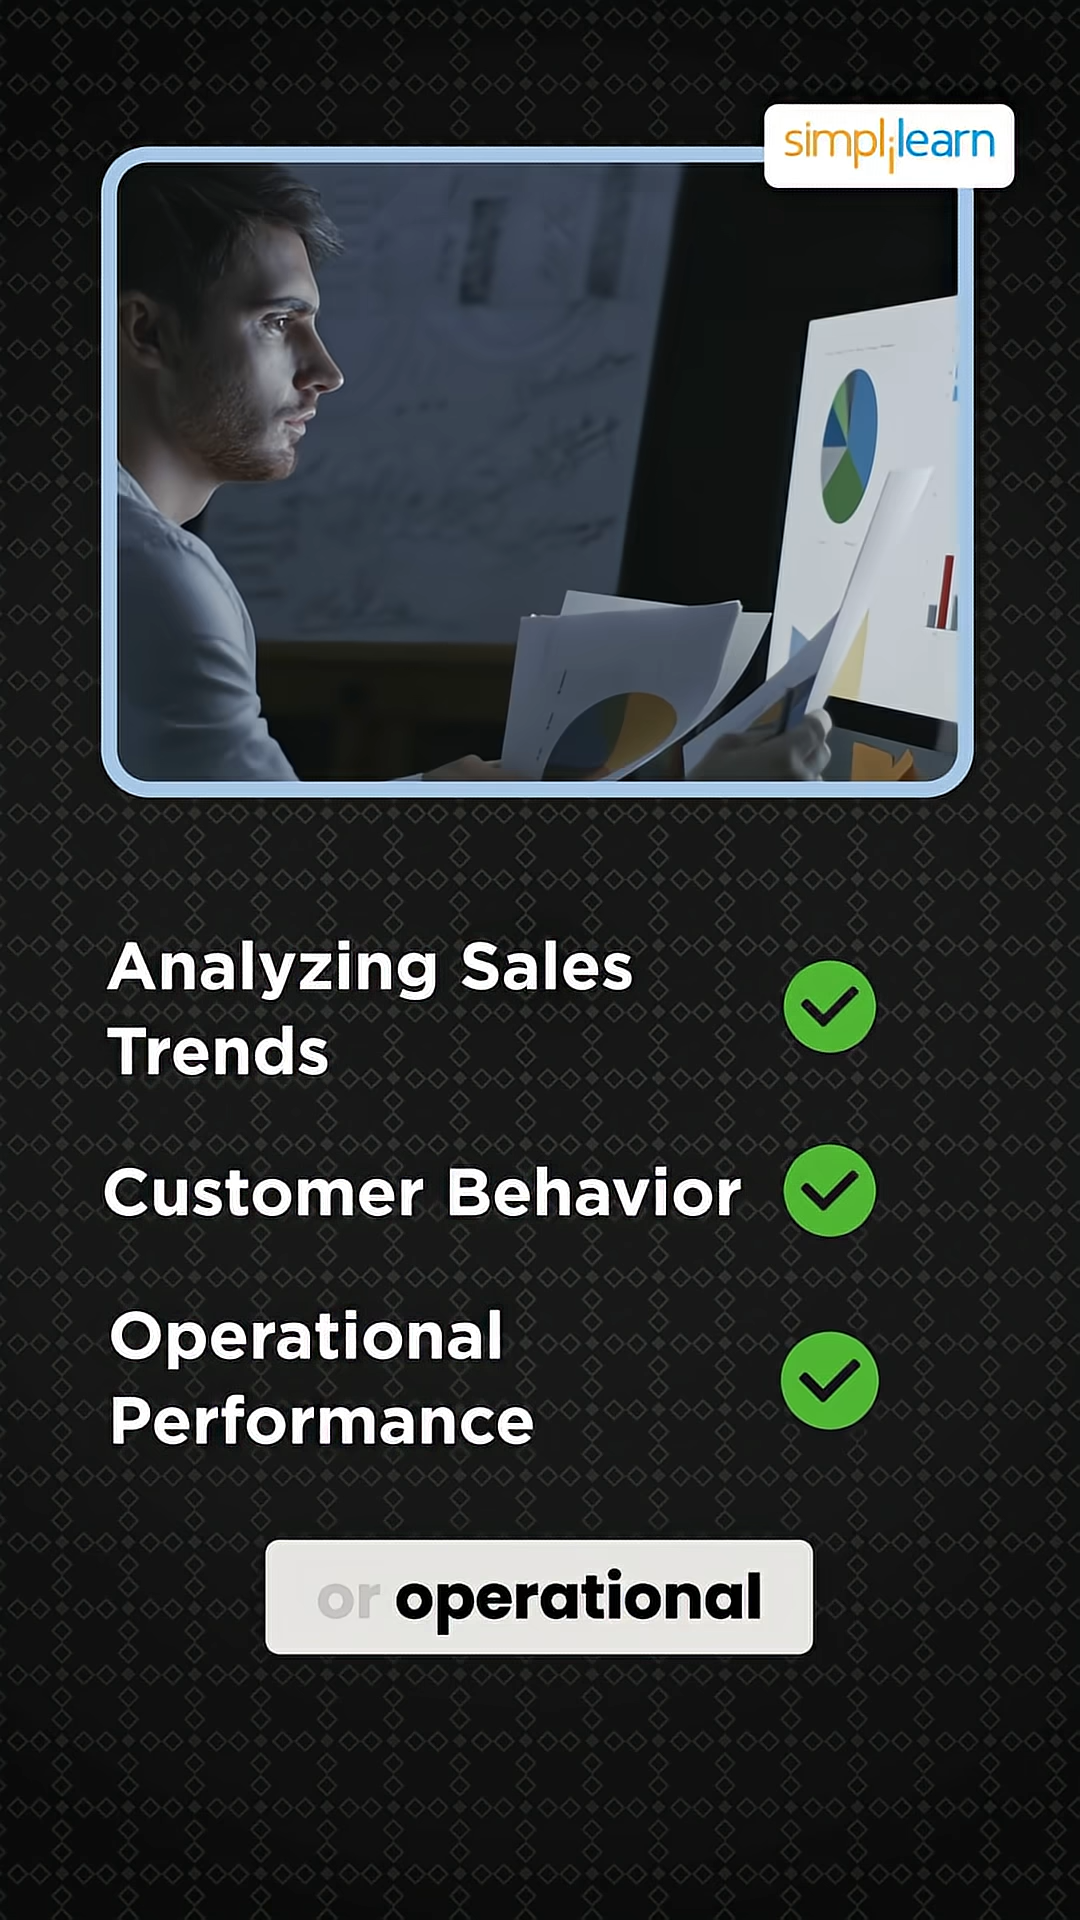 simplilearn
Analyzing Sales
Trends
Customer Behavior
Operational
Performance
or operational